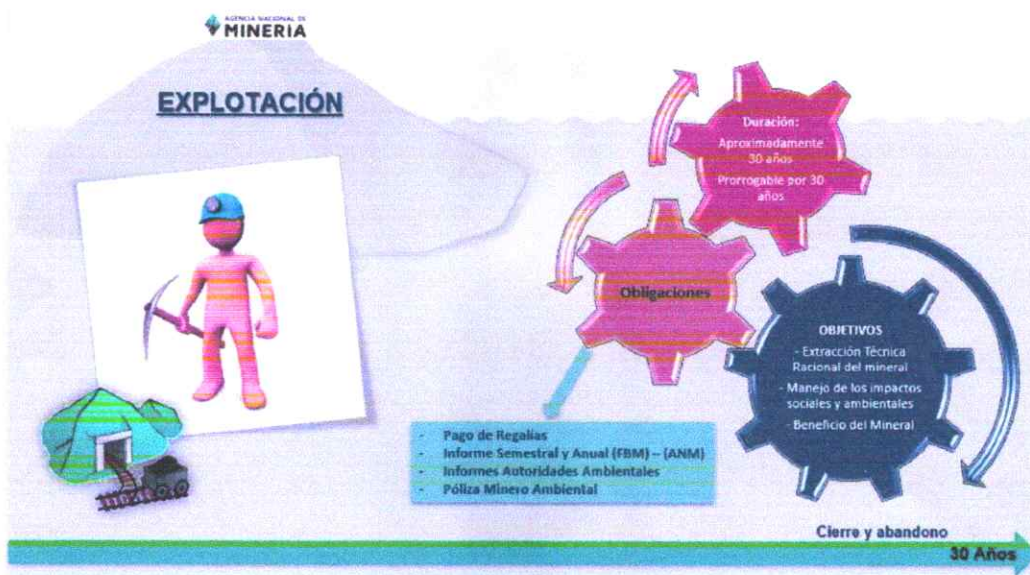 AGENCIA NACIONAL DE
MINERÍA
EXPLOTACIÓN
Duración:
Aproximadamente
30 años
Prorrogable por 30
años
Obligaciones
OBJETIVOS
- Extracción Técnica
Racional del mineral
- Manejo de los impactos
sociales y ambientales
- Beneficio del Mineral
- Pago de Regalías
- Informe Semestral y Anual (FBM) – (ANM)
- Informes Autoridades Ambientales
- Póliza Minero Ambiental
Cierre y abandono
30 Años